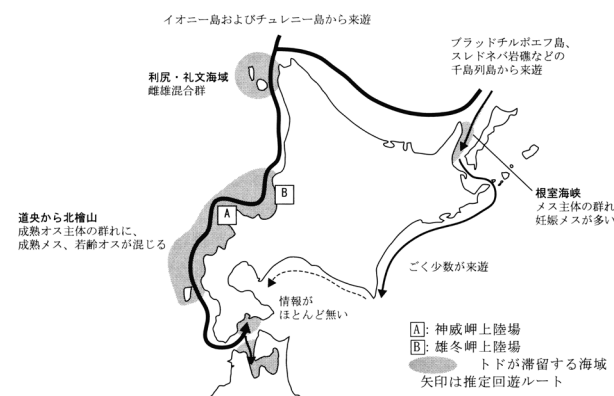 イオニー島およびチュレニー島から来遊
ブラッドチルポエフ島、
スレドネバ岩礁などの
千島列島から来遊
利尻・礼文海域
雌雄混合群
B
A
根室海峡
メス主体の群れ
妊娠メスが多い
道央から北檜山
成熟オス主体の群れに、
成熟メス、若齢オスが混じる
ごく少数が来遊
情報が
ほとんど無い
A: 神威岬上陸場
B: 雄冬岬上陸場
トドが滞留する海域
矢印は推定回遊ルート